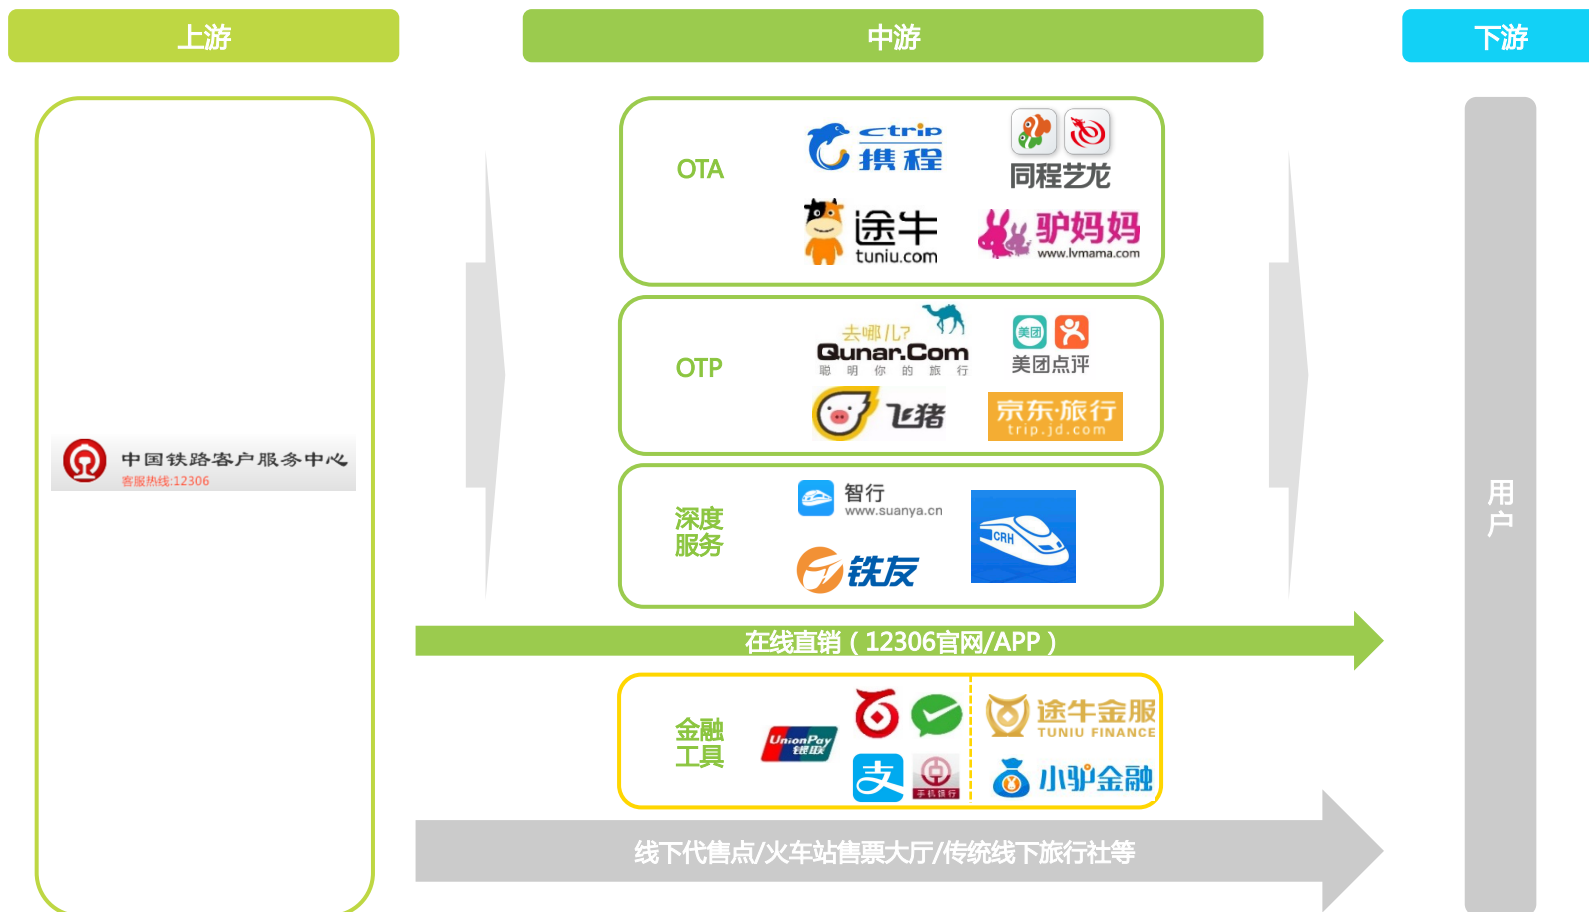 上游
中游
下游
中国铁路客户服务中心
客服热线:12306
OTA
ctrip
携程
同程艺龙
途牛
tuniu.com
驴妈妈
www.lvmama.com
OTP
去哪儿?
Qunar.Com
聪明你的旅行
美团
美团点评
飞猪
京东·旅行
trip.jd.com
深度
服务
智行
www.suanya.cn
铁友
CRH
用户
在线直销（12306官网/APP）
金融
工具
UnionPay
银联
支
手机银行
途牛金服
TUNIU FINANCE
小驴金融
线下代售点/火车站售票大厅/传统线下旅行社等